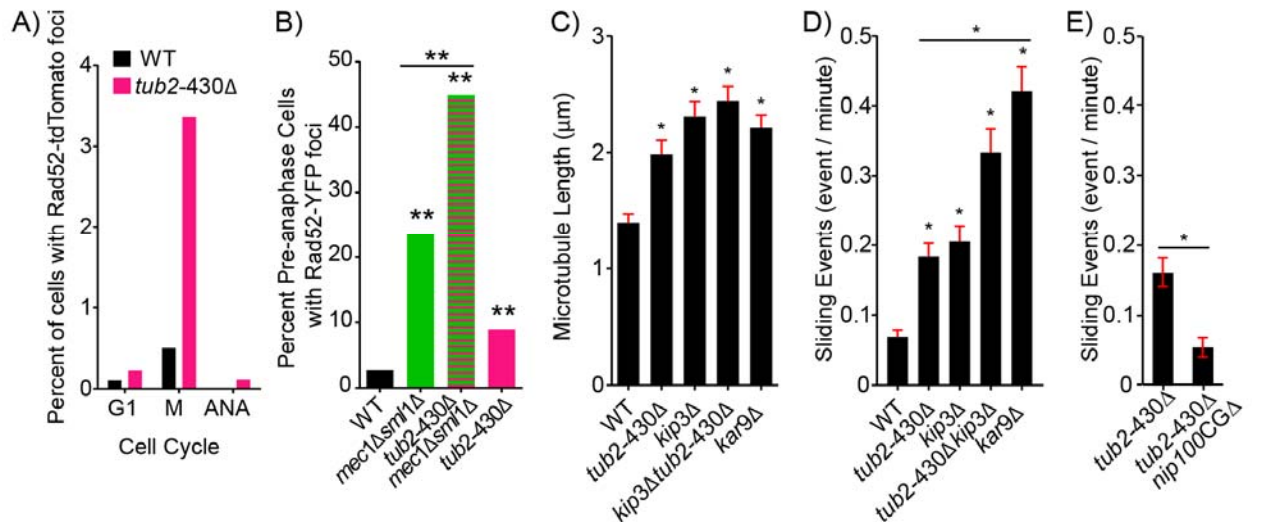 A)
Percent of cells with Rad52-tdTomato foci
WT
tub2-430Δ
4
3
2
1
0
G1 M ANA
Cell Cycle
B)
Percent Pre-anaphase Cells
with Rad52-YFP foci
50
40
30
20
10
0
**
**
**
**
WT
mec1Δsml1Δ
tub2-430Δ
mec1Δsml1Δ
tub2-430Δ
C)
Microtubule Length (μm)
3
2
1
0
* * * *
WT
tub2-430Δ
kip3Δ
kip3Δtub2-430Δ
kar9Δ
D)
Sliding Events (event / minute)
0.5
0.4
0.3
0.2
0.1
0
*
* * * *
WT
tub2-430Δ
kip3Δ
tub2-430Δkip3Δ
kar9Δ
E)
Sliding Events (event / minute)
0.5
0.4
0.3
0.2
0.1
0
*
tub2-430Δ
tub2-430Δ
nip100CGΔ